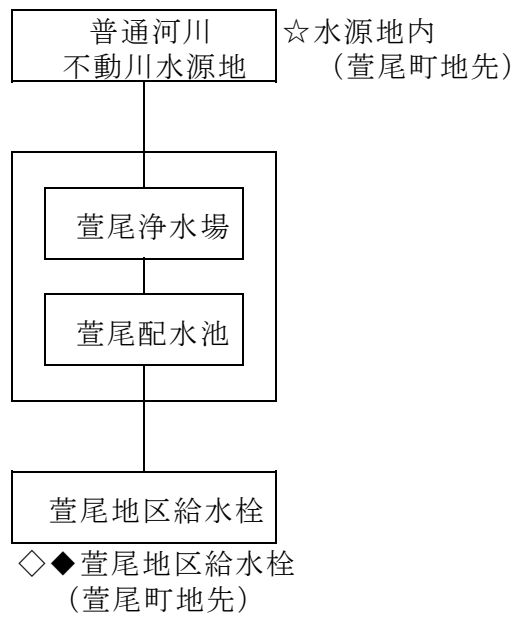 普通河川
不動川水源地
☆水源地内
（萱尾町地先）
萱尾浄水場
萱尾配水池
萱尾地区給水栓
◇◆萱尾地区給水栓
（萱尾町地先）